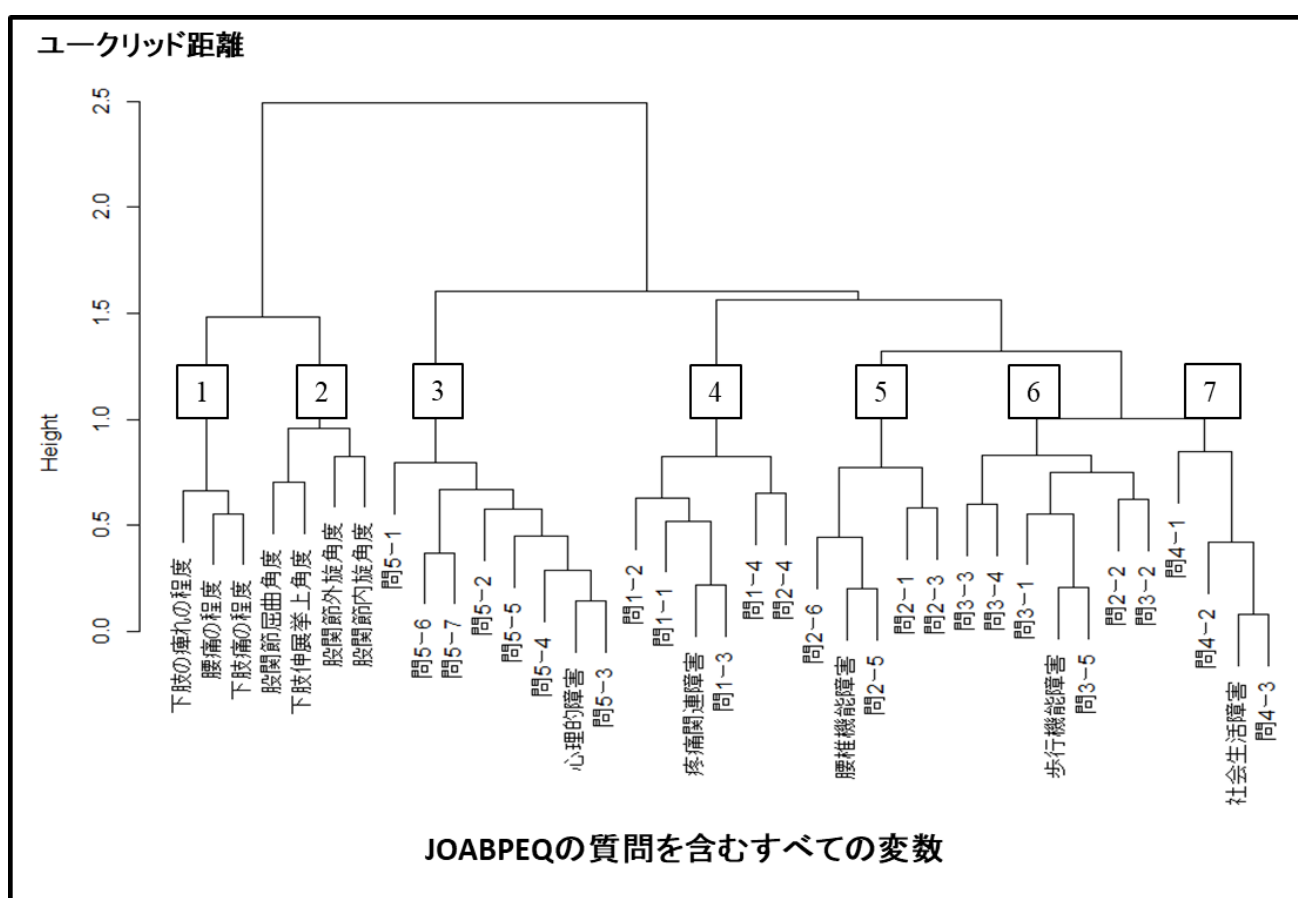 ユークリッド距離
Height
2.5
2.0
1.5
1.0
0.5
0.0
1
2
3
4
5
6
7
下肢の痺れの程度
腰痛の程度
下肢痛の程度
股関節屈曲角度
下肢伸展挙上角度
股関節外旋角度
股関節内旋角度
問5−1
問5−6
問5−7
問5−2
問5−5
問5−4
心理的障害
問5−3
問1−2
問1−1
疼痛関連障害
問1−3
問1−4
問2−4
問2−6
腰椎機能障害
問2−5
問2−1
問2−3
問3−3
問3−4
問3−1
歩行機能障害
問3−5
問2−2
問3−2
問4−1
問4−2
社会生活障害
問4−3
JOABPEQの質問を含むすべての変数